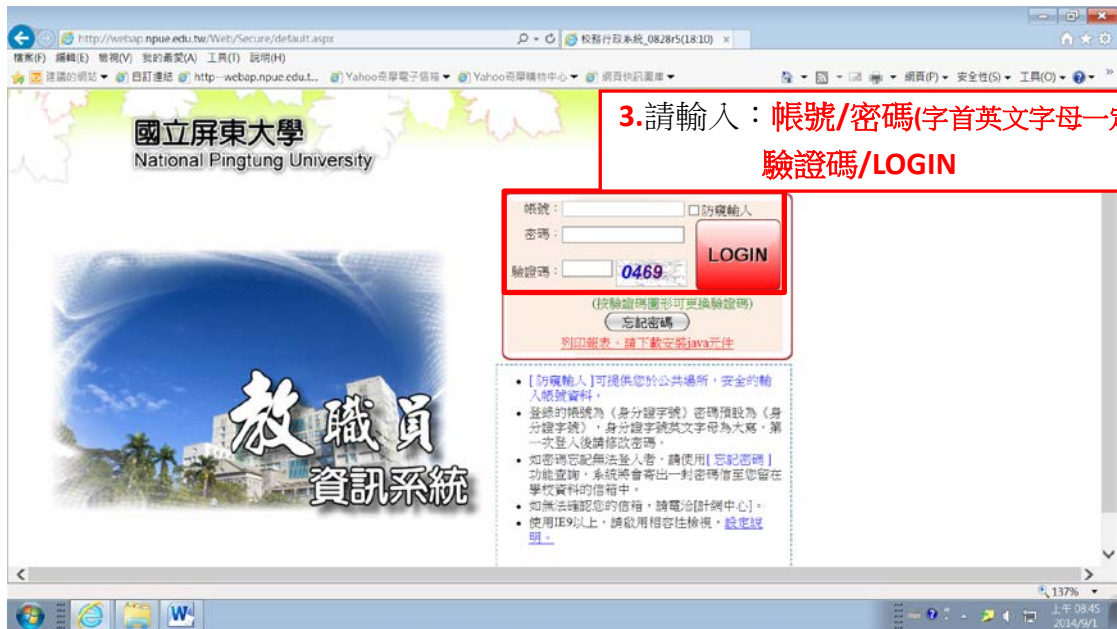 http://webap.npue.edu.tw/Web/Secure/default.aspx
校務行政系統_0828r5(18:10)
檔案(F) 編輯(E) 檢視(V) 我的最愛(A) 工具(T) 說明(H)
建議的網站 自訂連結 http--webap.npue.edu.t... Yahoo奇摩電子信箱 Yahoo奇摩購物中心 網頁快訊圖庫 網頁(P) 安全性(S) 工具(O)
國立屏東大學
National Pingtung University
3.請輸入：帳號/密碼(字首英文字母一定
驗證碼/LOGIN
帳號： 防窺輸入
密碼：
LOGIN
驗證碼： 0469
(按驗證碼圖形可更換驗證碼)
忘記密碼
列印報表，請下載安裝java元件
教職員
資訊系統
• [ 防窺輸入 ]可提供您於公共場所，安全的輸
入帳號資料。
• 登錄的帳號為《身分證字號》密碼預設為《身
分證字號》，身分證字號英文字母為大寫，第
一次登入後請修改密碼。
• 如密碼忘記無法登入者，請使用[ 忘記密碼 ]
功能查詢，系統將會寄出一封密碼信至您留在
學校資料的信箱中。
• 如無法確認您的信箱，請電洽[計網中心]。
• 使用IE9以上，請啟用相容性檢視，設定說
明。
137%
上午 08:45
2014/9/1